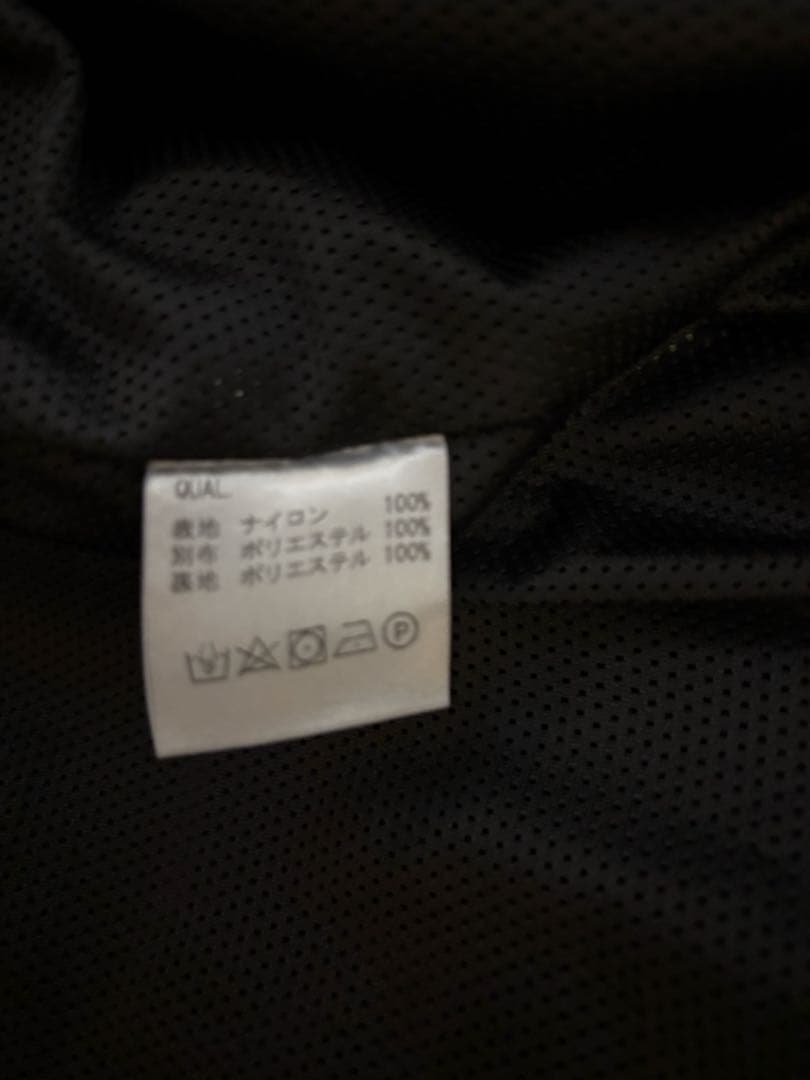 QUAL.
表地 ナイロン 100%
別布 ポリエステル 100%
裏地 ポリエステル 100%
P